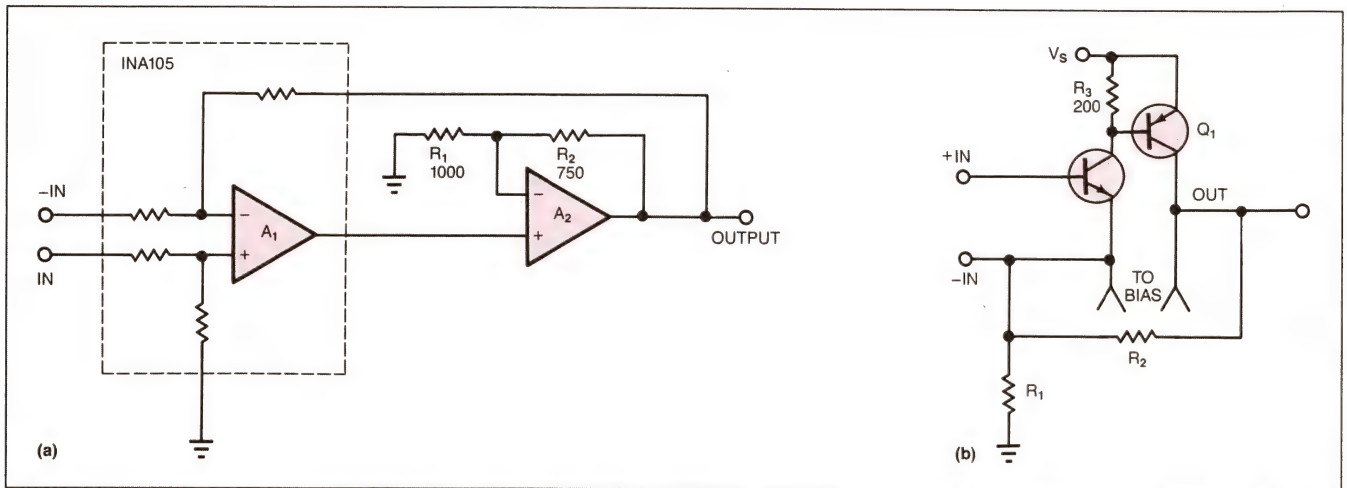 INA105
R1
1000
R2
750
−IN
IN
−
+
A1
−
+
A2
OUTPUT
(a)
VS
R3
200
Q1
+IN
OUT
−IN
TO
BIAS
R2
R1
(b)